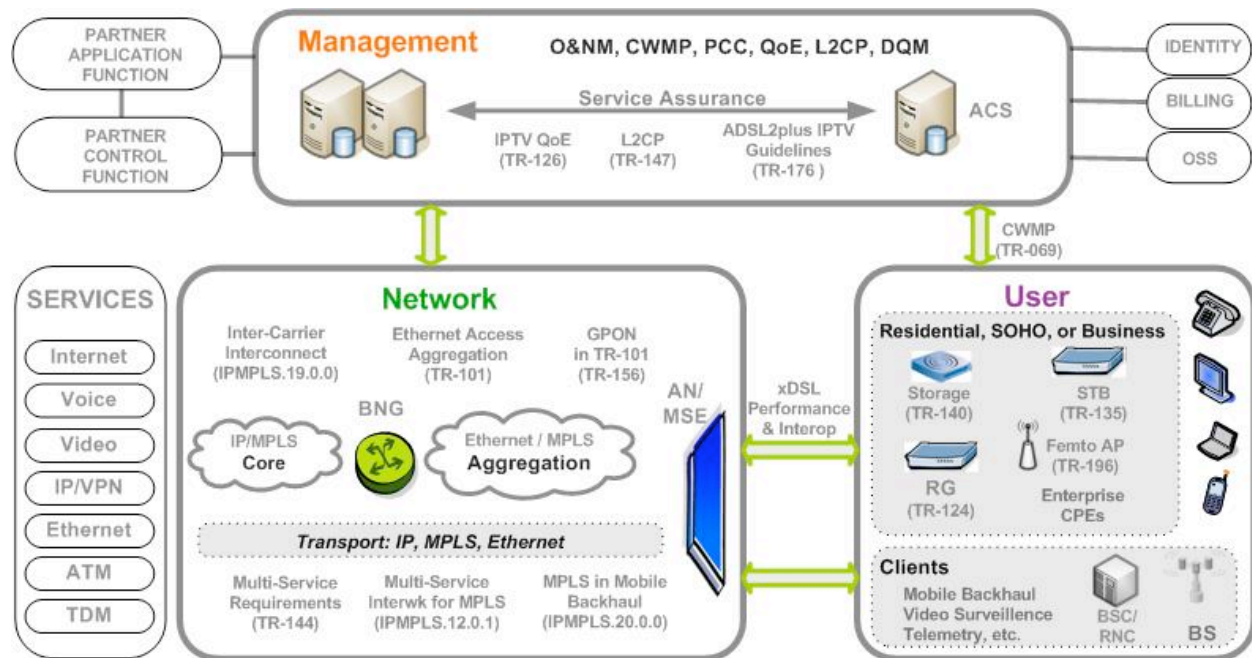 PARTNER
APPLICATION
FUNCTION
PARTNER
CONTROL
FUNCTION
Management
O&NM, CWMP, PCC, QoE, L2CP, DQM
Service Assurance
IPTV QoE
(TR-126)
L2CP
(TR-147)
ADSL2plus IPTV
Guidelines
(TR-176 )
ACS
IDENTITY
BILLING
OSS
CWMP
(TR-069)
SERVICES
Internet
Voice
Video
IP/VPN
Ethernet
ATM
TDM
Network
Inter-Carrier
Interconnect
(IPMPLS.19.0.0)
Ethernet Access
Aggregation
(TR-101)
GPON
in TR-101
(TR-156)
AN/
MSE
BNG
IP/MPLS
Core
Ethernet / MPLS
Aggregation
Transport: IP, MPLS, Ethernet
Multi-Service
Requirements
(TR-144)
Multi-Service
Interwk for MPLS
(IPMPLS.12.0.1)
MPLS in Mobile
Backhaul
(IPMPLS.20.0.0)
xDSL
Performance
& Interop
User
Residential, SOHO, or Business
Storage
(TR-140)
STB
(TR-135)
RG
(TR-124)
Femto AP
(TR-196)
Enterprise
CPEs
Clients
Mobile Backhaul
Video Surveillence
Telemetry, etc.
BSC/
RNC
BS